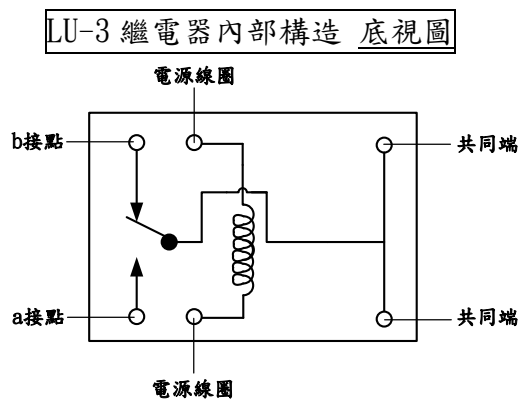 LU-3 繼電器內部構造 底視圖
電源線圈
b接點
共同端
a接點
共同端
電源線圈